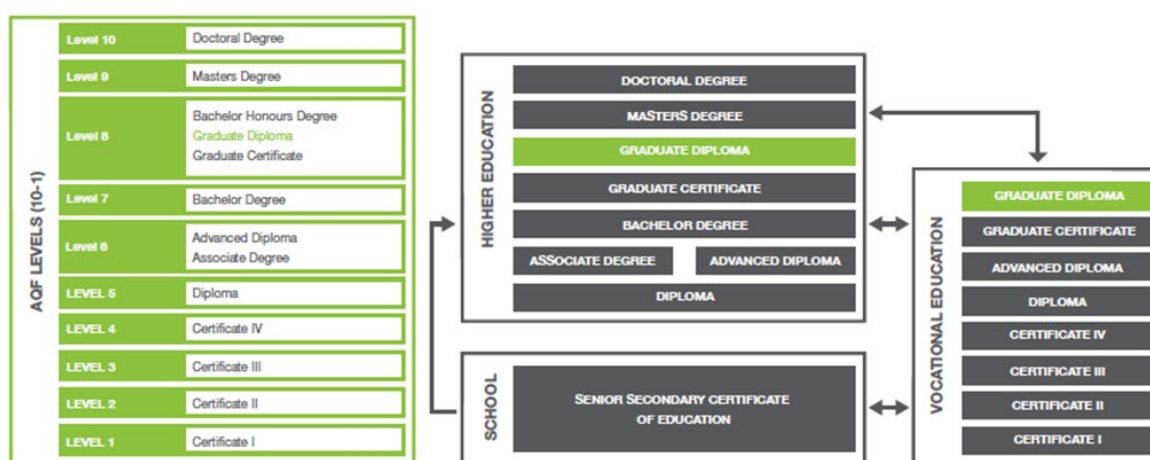 AQF LEVELS (10-1)
Level 10 Doctoral Degree
Level 9 Masters Degree
Level 8
Bachelor Honours Degree
Graduate Diploma
Graduate Certificate
Level 7 Bachelor Degree
Level 6
Advanced Diploma
Associate Degree
LEVEL 5 Diploma
LEVEL 4 Certificate IV
LEVEL 3 Certificate III
LEVEL 2 Certificate II
LEVEL 1 Certificate I
HIGHER EDUCATION
DOCTORAL DEGREE
MASTERS DEGREE
GRADUATE DIPLOMA
GRADUATE CERTIFICATE
BACHELOR DEGREE
ASSOCIATE DEGREE ADVANCED DIPLOMA
DIPLOMA
SCHOOL
SENIOR SECONDARY CERTIFICATE
OF EDUCATION
VOCATIONAL EDUCATION
GRADUATE DIPLOMA
GRADUATE CERTIFICATE
ADVANCED DIPLOMA
DIPLOMA
CERTIFICATE IV
CERTIFICATE III
CERTIFICATE II
CERTIFICATE I